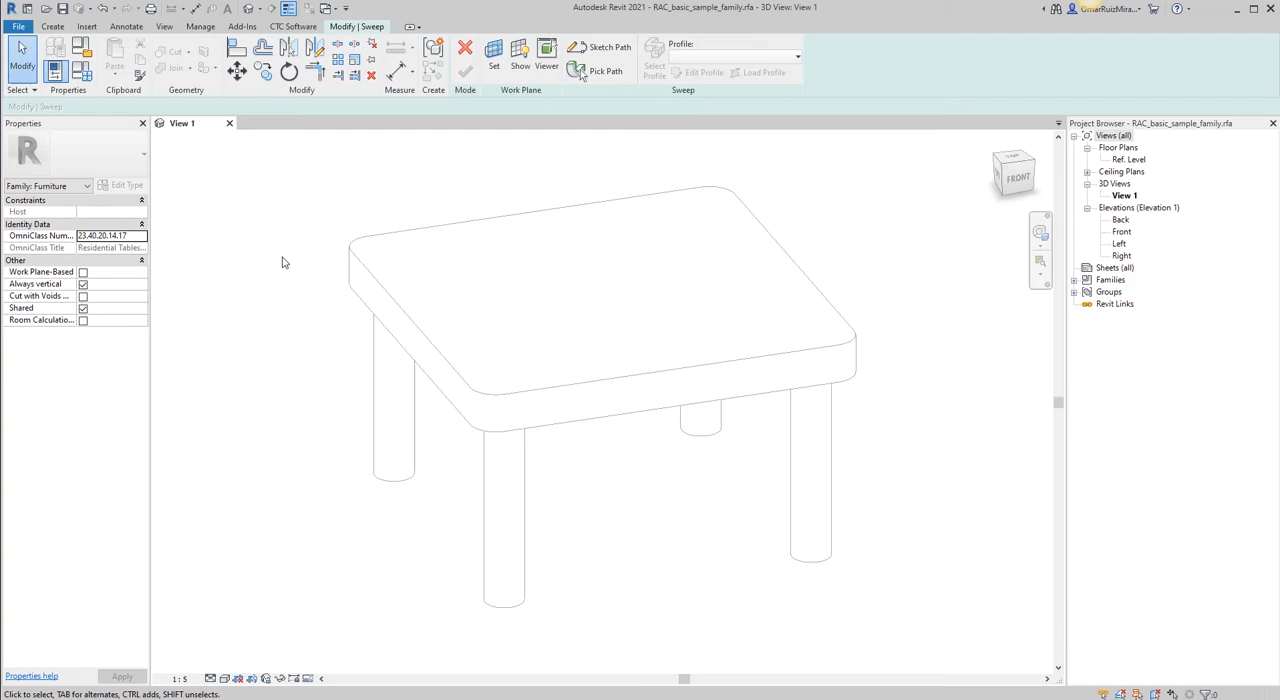 Autodesk Revit 2021 - RAC_basic_sample_family.rfa - 3D View: View 1
OmarRuizMira...
File Create Insert Annotate View Manage Add-Ins CTC Software Modify | Sweep
Modify
Paste
Cut
Join
Set Show Viewer
Sketch Path
Pick Path
Select Profile
Profile:
Edit Profile Load Profile
Select Properties Clipboard Geometry Modify Measure Create Mode Work Plane Sweep
Modify | Sweep
Properties
View 1
Project Browser - RAC_basic_sample_family.rfa
Family: Furniture Edit Type
Constraints
Host
Identity Data
OmniClass Num... 23.40.20.14.17
OmniClass Title Residential Tables...
Other
Work Plane-Based
Always vertical
Cut with Voids ...
Shared
Room Calculatio...
Views (all)
Floor Plans
Ref. Level
Ceiling Plans
3D Views
View 1
Elevations (Elevation 1)
Back
Front
Left
Right
Sheets (all)
Families
Groups
Revit Links
TOP
FRONT
Properties help Apply
1 : 5
Click to select, TAB for alternates, CTRL adds, SHIFT unselects.
:0